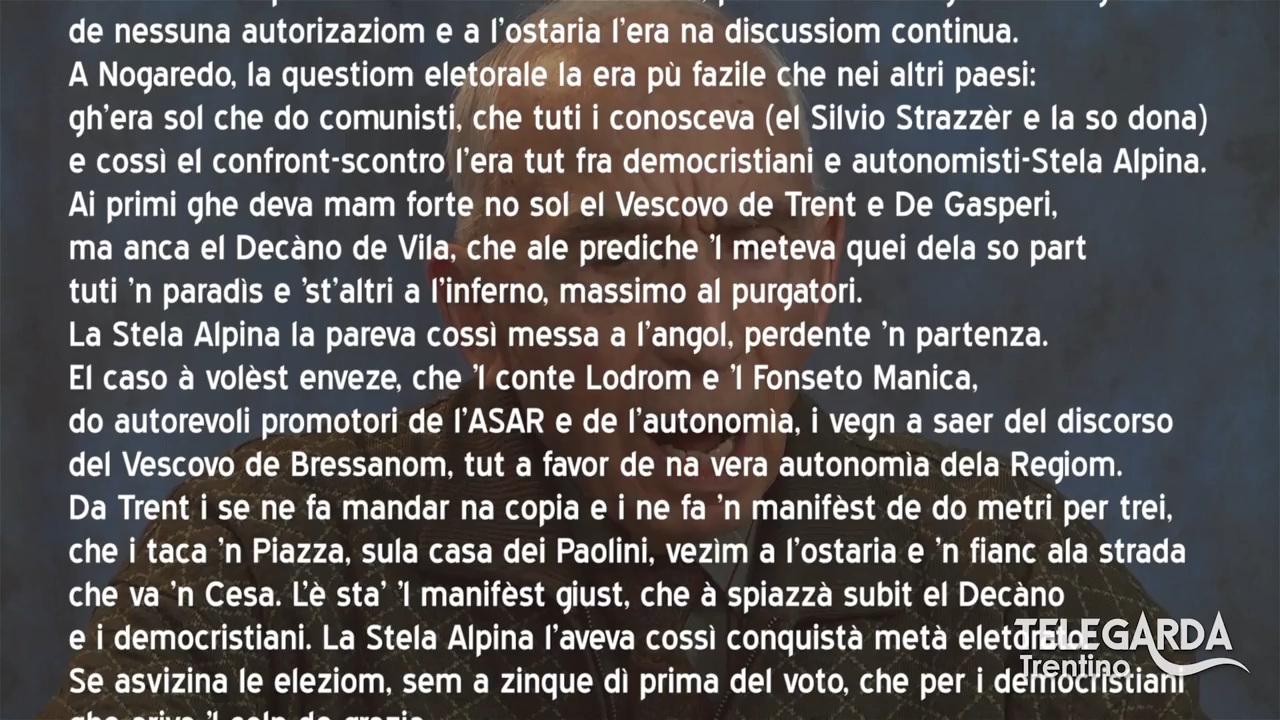 de nessuna autorizaziom e a l'ostaria l'era na discussiom continua.
A Nogaredo, la questiom eletorale la era pù fazile che nei altri paesi:
gh'era sol che do comunisti, che tuti i conosceva (el Silvio Strazzèr e la so dona)
e cossì el confront-scontro l'era tut fra democristiani e autonomisti-Stela Alpina.
Ai primi ghe deva mam forte no sol el Vescovo de Trent e De Gasperi,
ma anca el Decàno de Vila, che ale prediche 'l meteva quei dela so part
tuti 'n paradìs e 'st'altri a l'inferno, massimo al purgatori.
La Stela Alpina la pareva cossì messa a l'angol, perdente 'n partenza.
El caso à volèst enveze, che 'l conte Lodrom e 'l Fonseto Manica,
do autorevoli promotori de l'ASAR e de l'autonomìa, i vegn a saer del discorso
del Vescovo de Bressanom, tut a favor de na vera autonomìa dela Regiom.
Da Trent i se ne fa mandar na copia e i ne fa 'n manifèst de do metri per trei,
che i taca 'n Piazza, sula casa dei Paolini, vezìm a l'ostaria e 'n fianc ala strada
che va 'n Cesa. L'è sta' 'l manifèst giust, che à spiazzà subit el Decàno
e i democristiani. La Stela Alpina l'aveva cossì conquistà metà eletorato.
Se asvizina le eleziom, sem a zinque dì prima del voto, che per i democristiani
TELEGARDA
Trentino